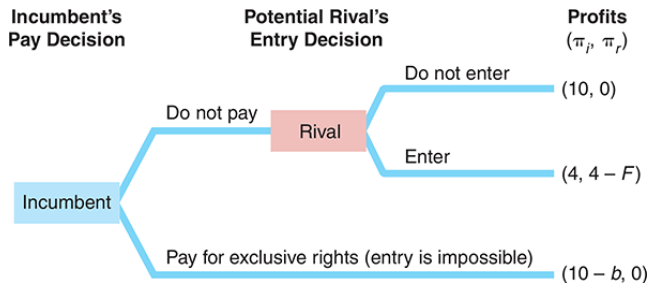 Incumbent's
Pay Decision
Potential Rival's
Entry Decision
Profits
(πi, πr)
Do not enter
(10, 0)
Do not pay
Rival
Enter
(4, 4 – F)
Incumbent
Pay for exclusive rights (entry is impossible)
(10 – b, 0)